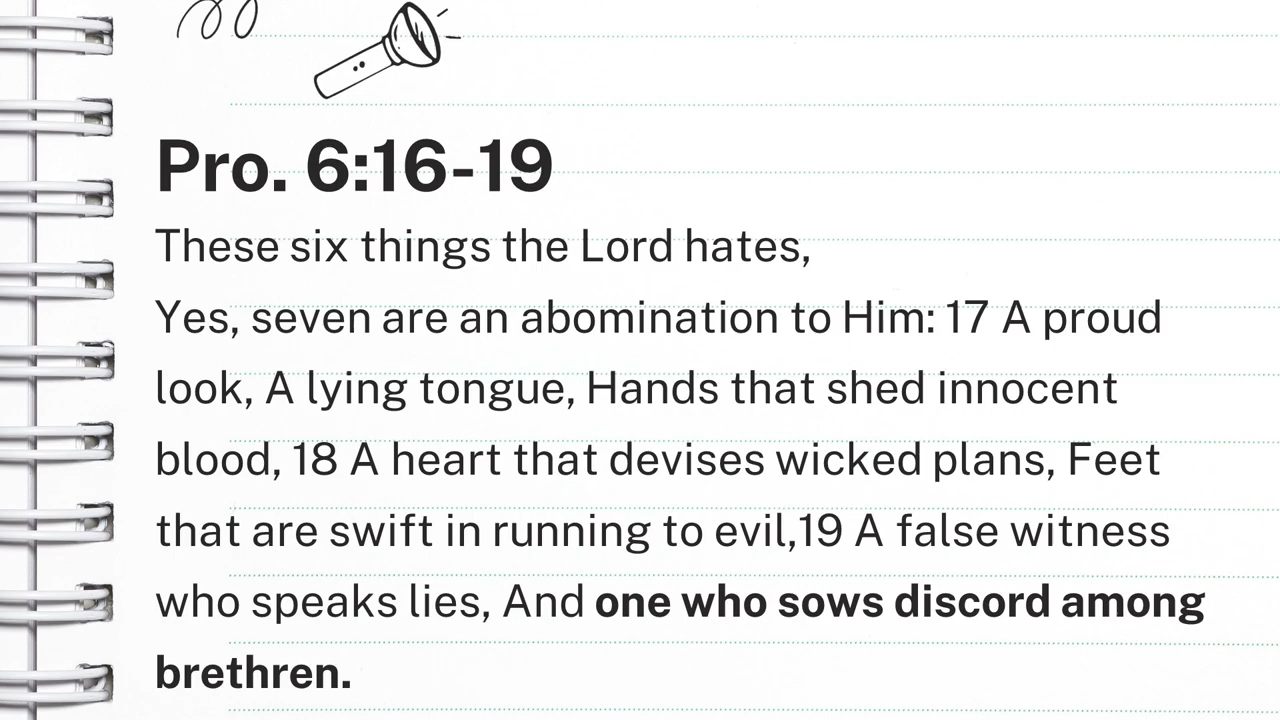 Pro. 6:16-19
These six things the Lord hates,
Yes, seven are an abomination to Him: 17 A proud
look, A lying tongue, Hands that shed innocent
blood, 18 A heart that devises wicked plans, Feet
that are swift in running to evil,19 A false witness
who speaks lies, And one who sows discord among
brethren.